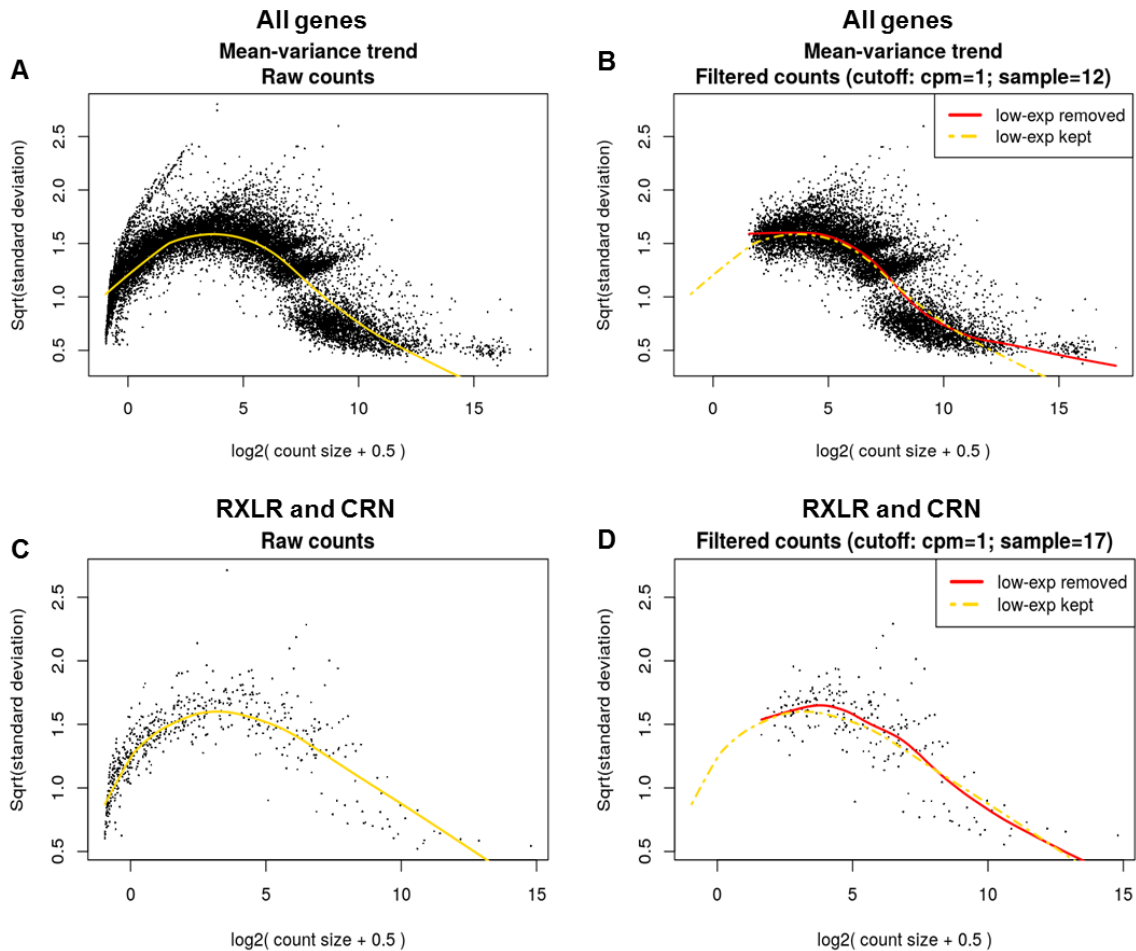 All genes
A
Mean-variance trend
Raw counts
Sqrt(standard deviation)
2.5
2.0
1.5
1.0
0.5
0
5
10
15
log2( count size + 0.5 )
All genes
B
Mean-variance trend
Filtered counts (cutoff: cpm=1; sample=12)
low-exp removed
low-exp kept
Sqrt(standard deviation)
2.5
2.0
1.5
1.0
0.5
0
5
10
15
log2( count size + 0.5 )
RXLR and CRN
C
Raw counts
Sqrt(standard deviation)
2.5
2.0
1.5
1.0
0.5
0
5
10
15
log2( count size + 0.5 )
RXLR and CRN
D
Filtered counts (cutoff: cpm=1; sample=17)
low-exp removed
low-exp kept
Sqrt(standard deviation)
2.5
2.0
1.5
1.0
0.5
0
5
10
15
log2( count size + 0.5 )